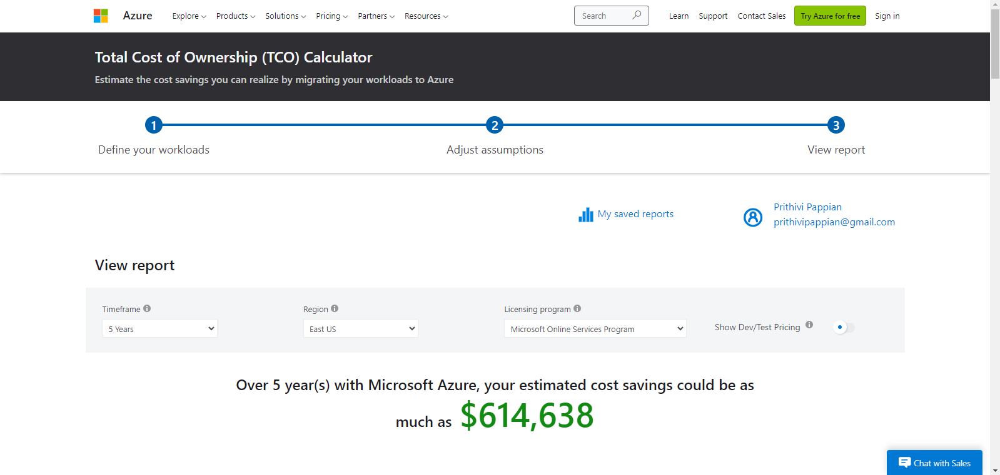 Azure Explore Products Solutions Pricing Partners Resources Search Learn Support Contact Sales Try Azure for free Sign in
Total Cost of Ownership (TCO) Calculator
Estimate the cost savings you can realize by migrating your workloads to Azure
1 2 3
Define your workloads Adjust assumptions View report
My saved reports
Prithivi Pappian
prithivipappian@gmail.com
View report
Timeframe Region Licensing program
5 Years East US Microsoft Online Services Program Show Dev/Test Pricing
Over 5 year(s) with Microsoft Azure, your estimated cost savings could be as
much as $614,638
Chat with Sales